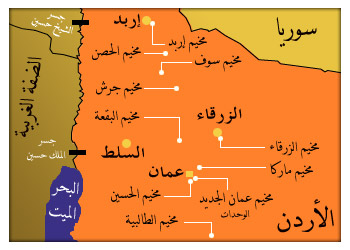 سوريا
إربد
جسر
الشيخ حسين
مخيم إربد
مخيم الحصن
مخيم سوف
الضفة الغربية
مخيم جرش
مخيم البقعة
الزرقاء
جسر
الملك حسين
السلط
مخيم الزرقاء
عمان
مخيم ماركا
البحر
الميت
مخيم الحسين
مخيم عمان الجديد
الوحدات
مخيم الطالبية
الأردن